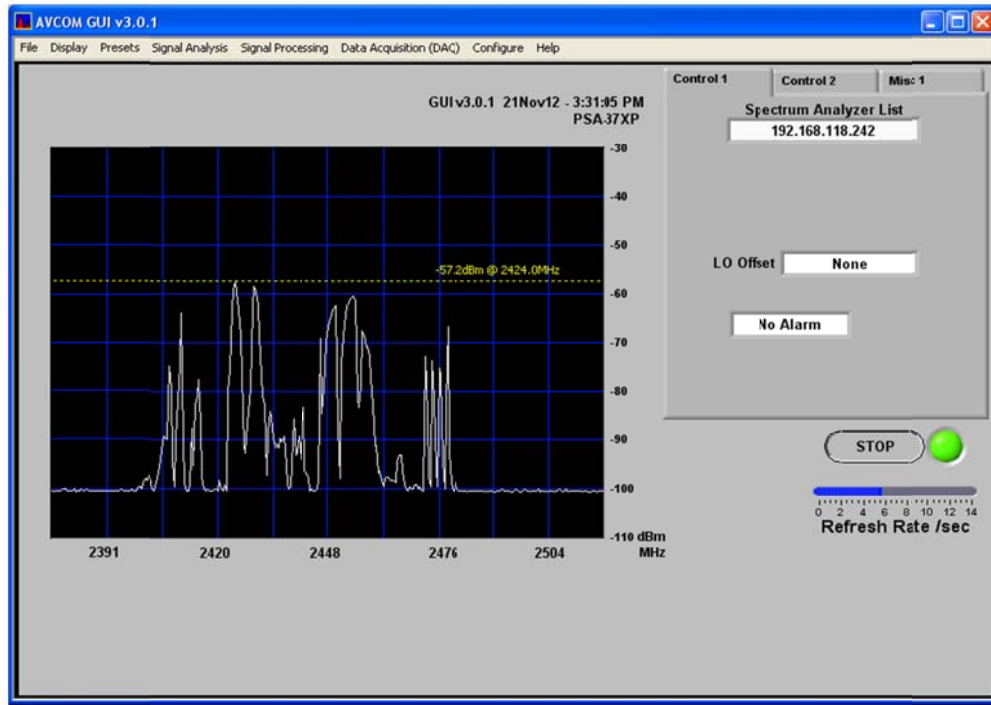 AVCOM GUI v3.0.1
File Display Presets Signal Analysis Signal Processing Data Acquisition (DAQ) Configure Help
GUI v3.0.1 21Nov12 - 3:31:05 PM
PSA-37XP
-57.2dBm @ 2424.0MHz
-30
-40
-50
-60
-70
-80
-90
-100
-110 dBm
2391 2420 2448 2476 2504 MHz
Control 1 Control 2 Misc 1
Spectrum Analyzer List
192.168.118.242
LO Offset None
No Alarm
STOP
0 2 4 6 8 10 12 14
Refresh Rate /sec